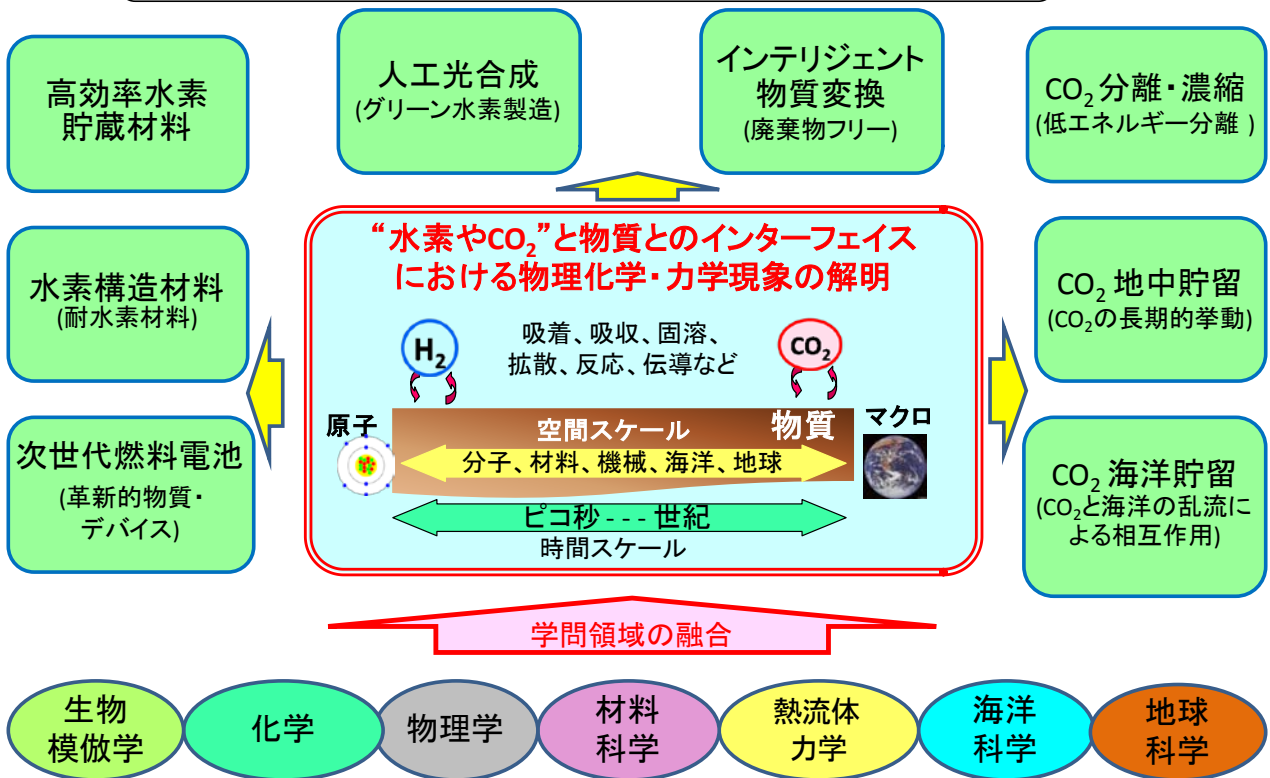 高効率水素
貯蔵材料
人工光合成
(グリーン水素製造)
インテリジェント
物質変換
(廃棄物フリー)
CO2 分離・濃縮
(低エネルギー分離 )
水素構造材料
(耐水素材料)
次世代燃料電池
(革新的物質・
デバイス)
“水素やCO2”と物質とのインターフェイス
における物理化学・力学現象の解明
H2
吸着、吸収、固溶、
拡散、反応、伝導など
CO2
原子
空間スケール
物質
マクロ
分子、材料、機械、海洋、地球
ピコ秒 - - - 世紀
時間スケール
CO2 地中貯留
(CO2の長期的挙動)
CO2 海洋貯留
(CO2と海洋の乱流に
よる相互作用)
学問領域の融合
生物
模倣学
化学
物理学
材料
科学
熱流体
力学
海洋
科学
地球
科学